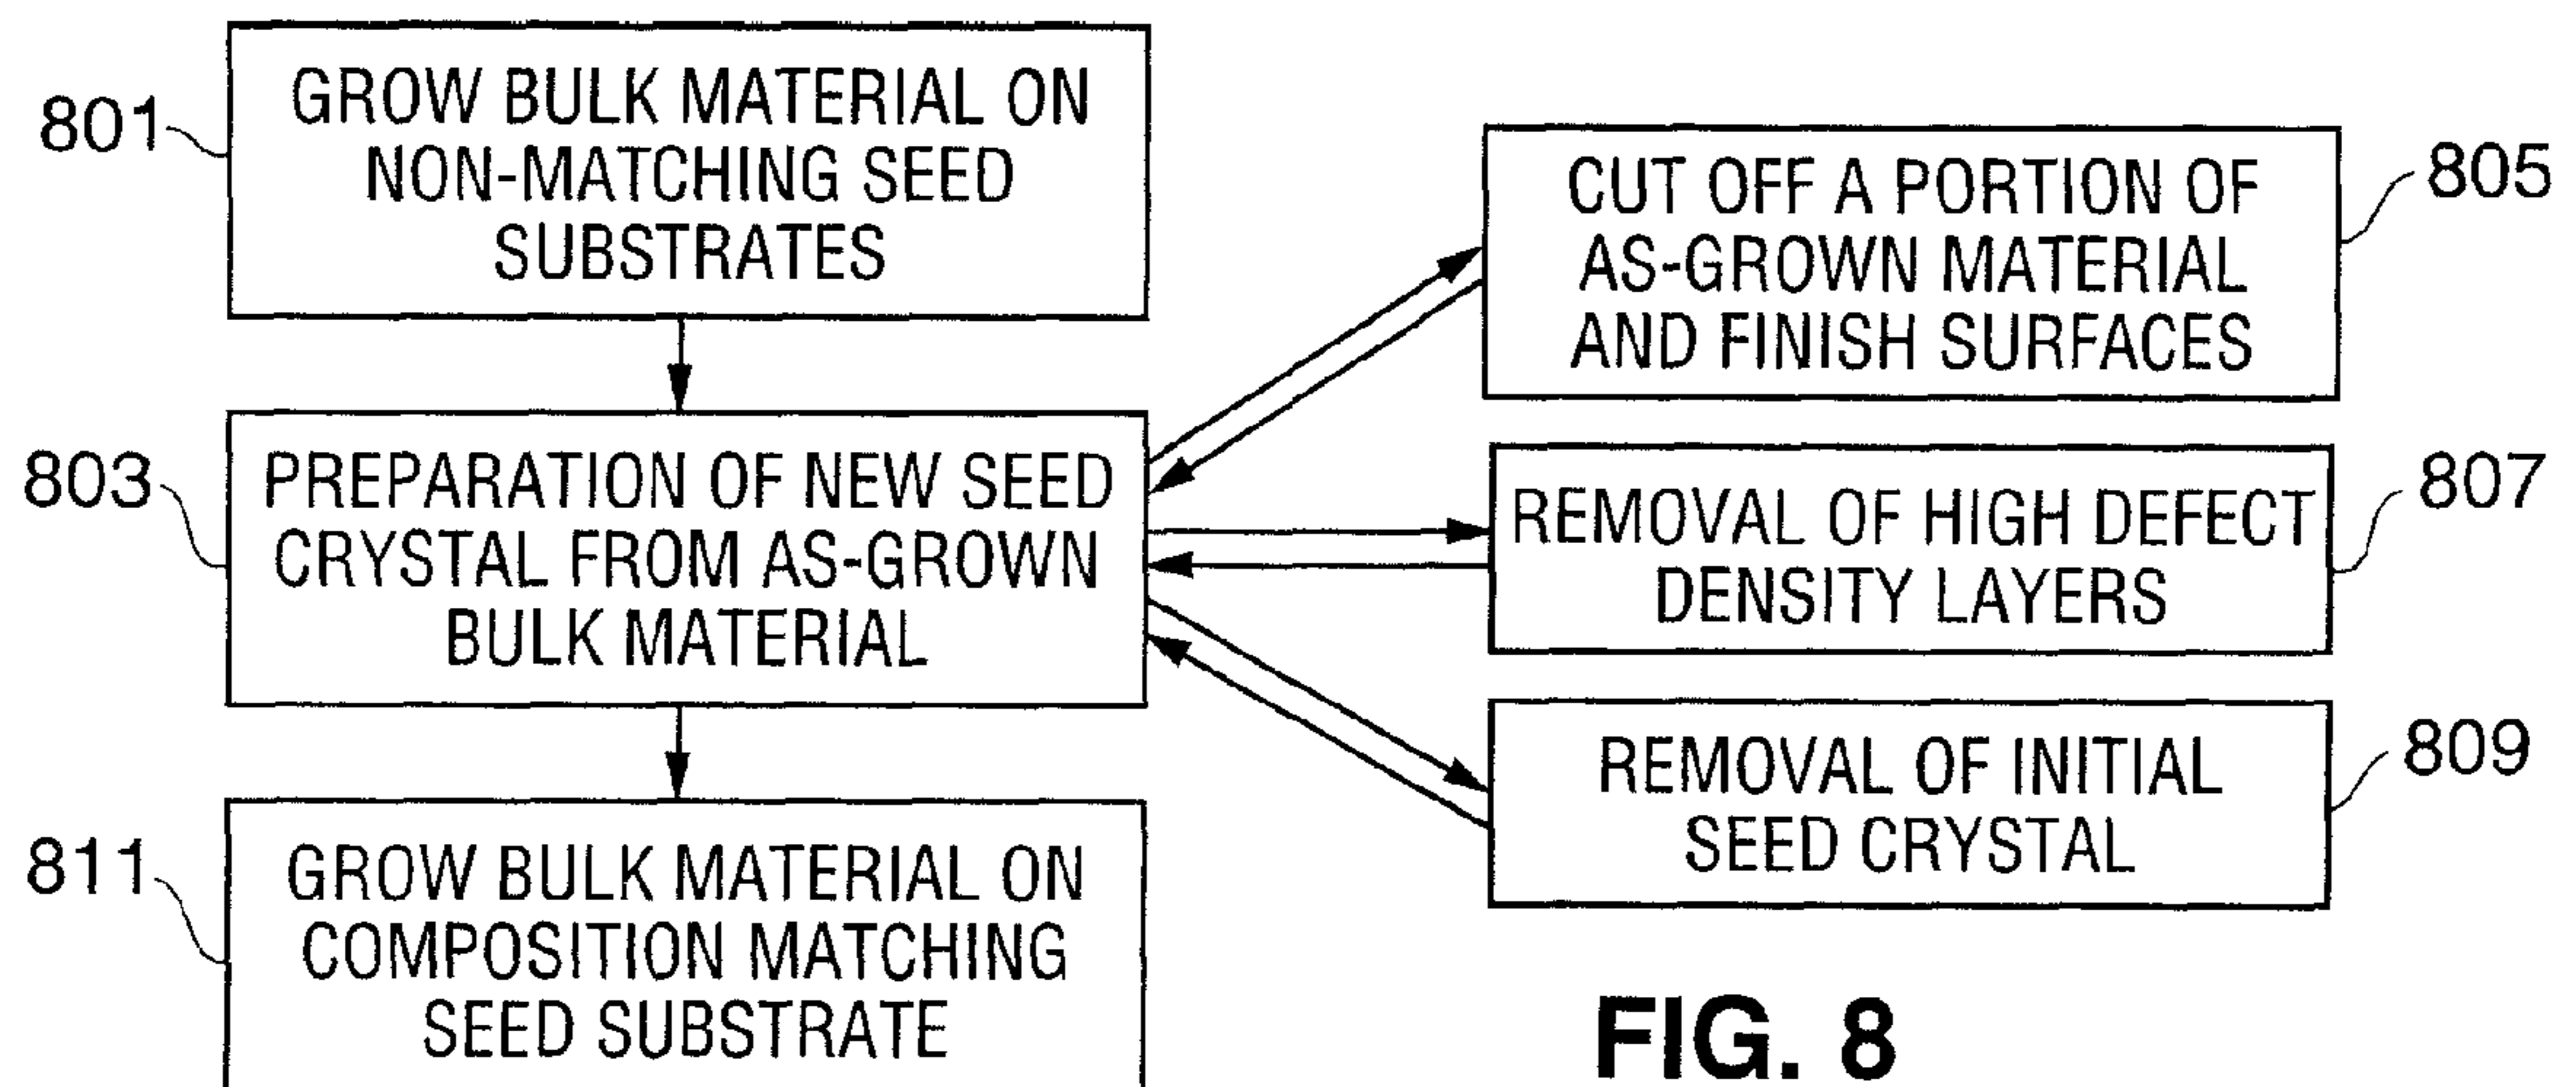 801
GROW BULK MATERIAL ON
NON-MATCHING SEED
SUBSTRATES
803
PREPARATION OF NEW SEED
CRYSTAL FROM AS-GROWN
BULK MATERIAL
805
CUT OFF A PORTION OF
AS-GROWN MATERIAL
AND FINISH SURFACES
807
REMOVAL OF HIGH DEFECT
DENSITY LAYERS
809
REMOVAL OF INITIAL
SEED CRYSTAL
811
GROW BULK MATERIAL ON
COMPOSITION MATCHING
SEED SUBSTRATE
FIG. 8